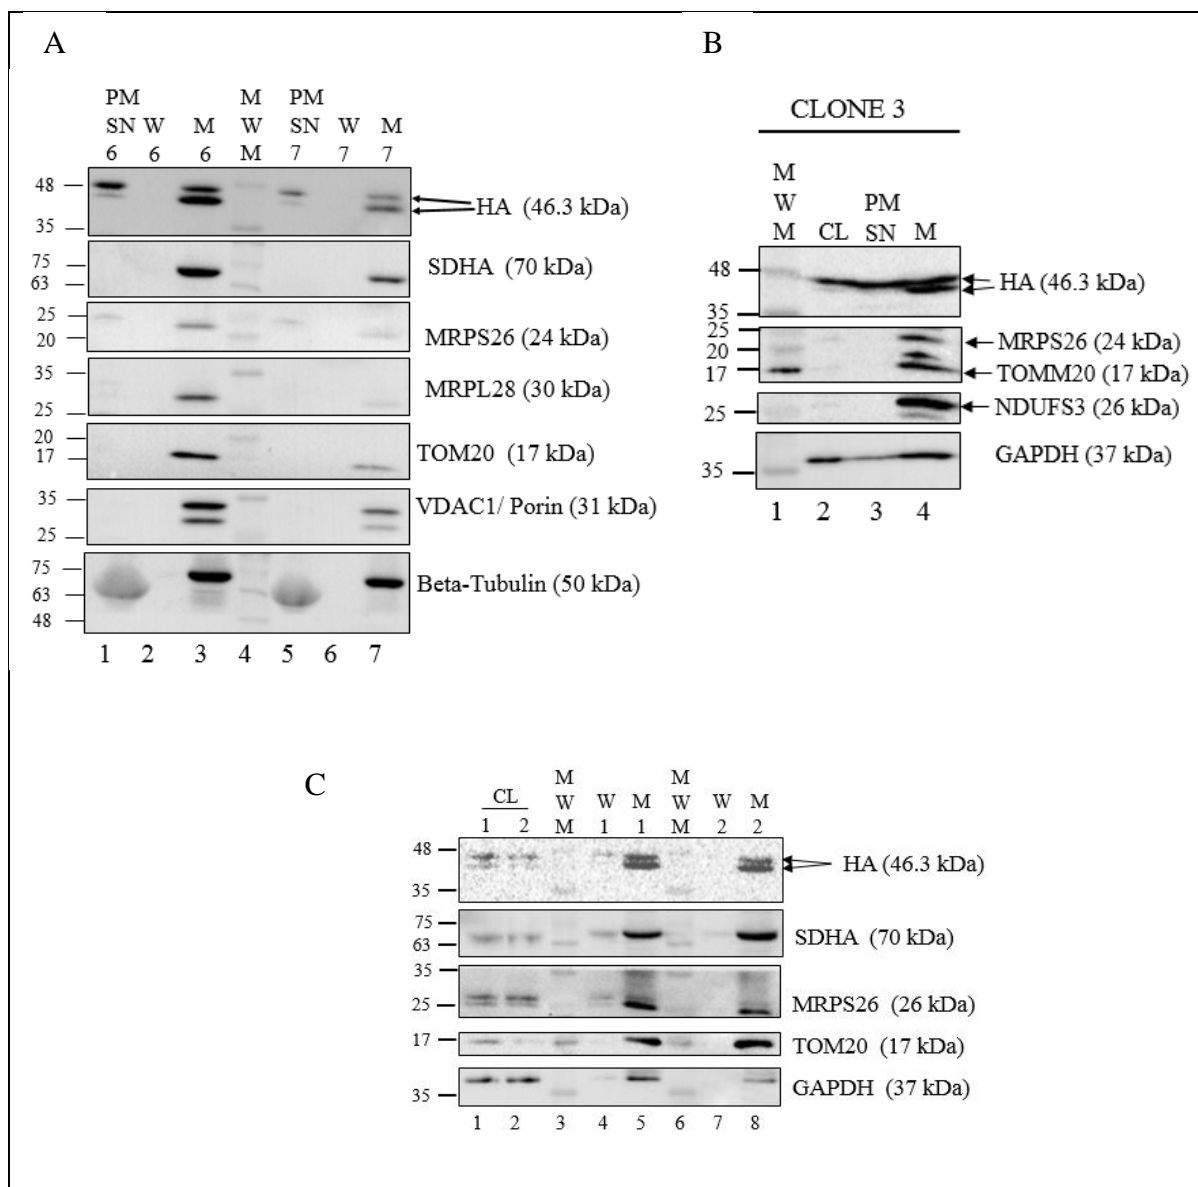 A
PM M PM
SN W M W SN W M
6 6 6 M 7 7 7
48
35
HA (46.3 kDa)
75
63
SDHA (70 kDa)
25
20
MRPS26 (24 kDa)
35
25
MRPL28 (30 kDa)
20
17
TOM20 (17 kDa)
35
25
VDAC1/ Porin (31 kDa)
75
63
48
Beta-Tubulin (50 kDa)
1 2 3 4 5 6 7
B
CLONE 3
M
W PM
M CL SN M
48
35
HA (46.3 kDa)
25
20
17
MRPS26 (24 kDa)
TOMM20 (17 kDa)
25
NDUFS3 (26 kDa)
35
GAPDH (37 kDa)
1 2 3 4
C
M M
CL W W M W W M
1 2 M 1 1 M 2 2
48
35
HA (46.3 kDa)
75
63
SDHA (70 kDa)
35
25
MRPS26 (26 kDa)
17
TOM20 (17 kDa)
35
GAPDH (37 kDa)
1 2 3 4 5 6 7 8